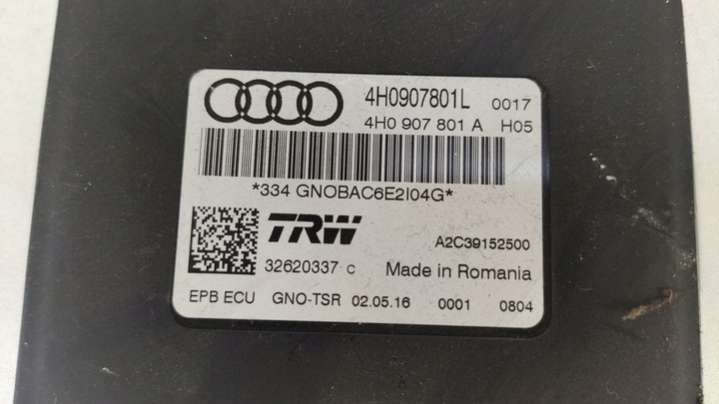 4H0907801L 0017
4H0 907 801 A H05
*334 GNOBAC6E2I04G*
TRW A2C39152500
32620337 C Made in Romania
EPB ECU GNO-TSR 02.05.16 0001 0804